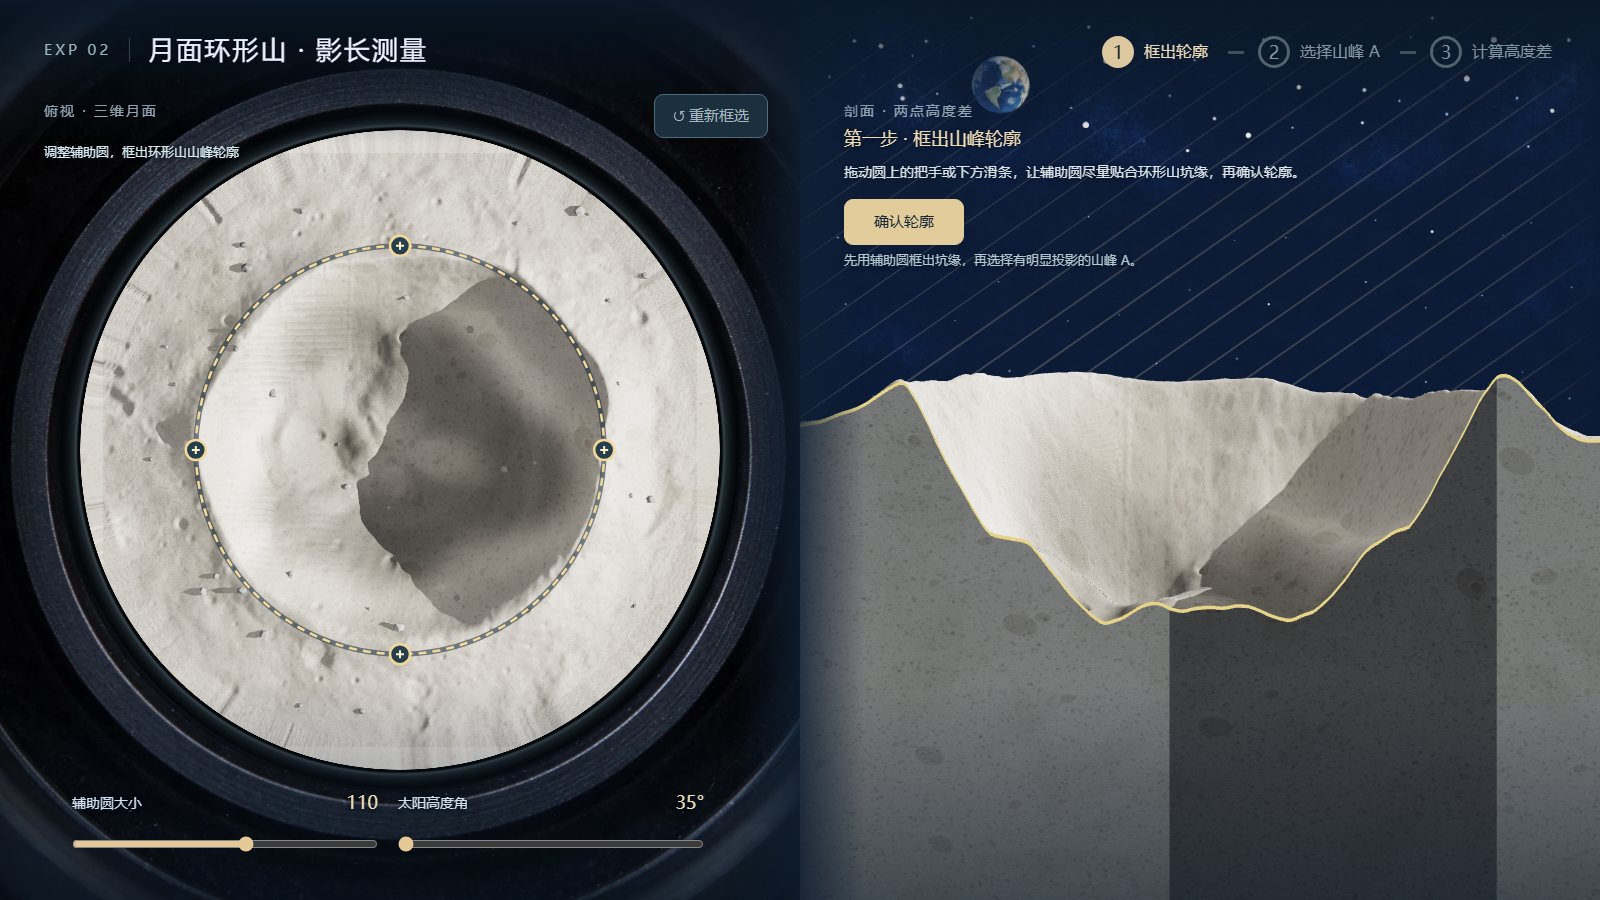 EXP 02
月面环形山 · 影长测量
俯视 · 三维月面
调整辅助圆，框出环形山山峰轮廓
↺ 重新框选
辅助圆大小 110
太阳高度角 35°
1 框出轮廓 — 2 选择山峰 A — 3 计算高度差
剖面 · 两点高度差
第一步 · 框出山峰轮廓
拖动圆上的把手或下方滑条，让辅助圆尽量贴合环形山坑缘，再确认轮廓。
确认轮廓
先用辅助圆框出坑缘，再选择有明显投影的山峰 A。